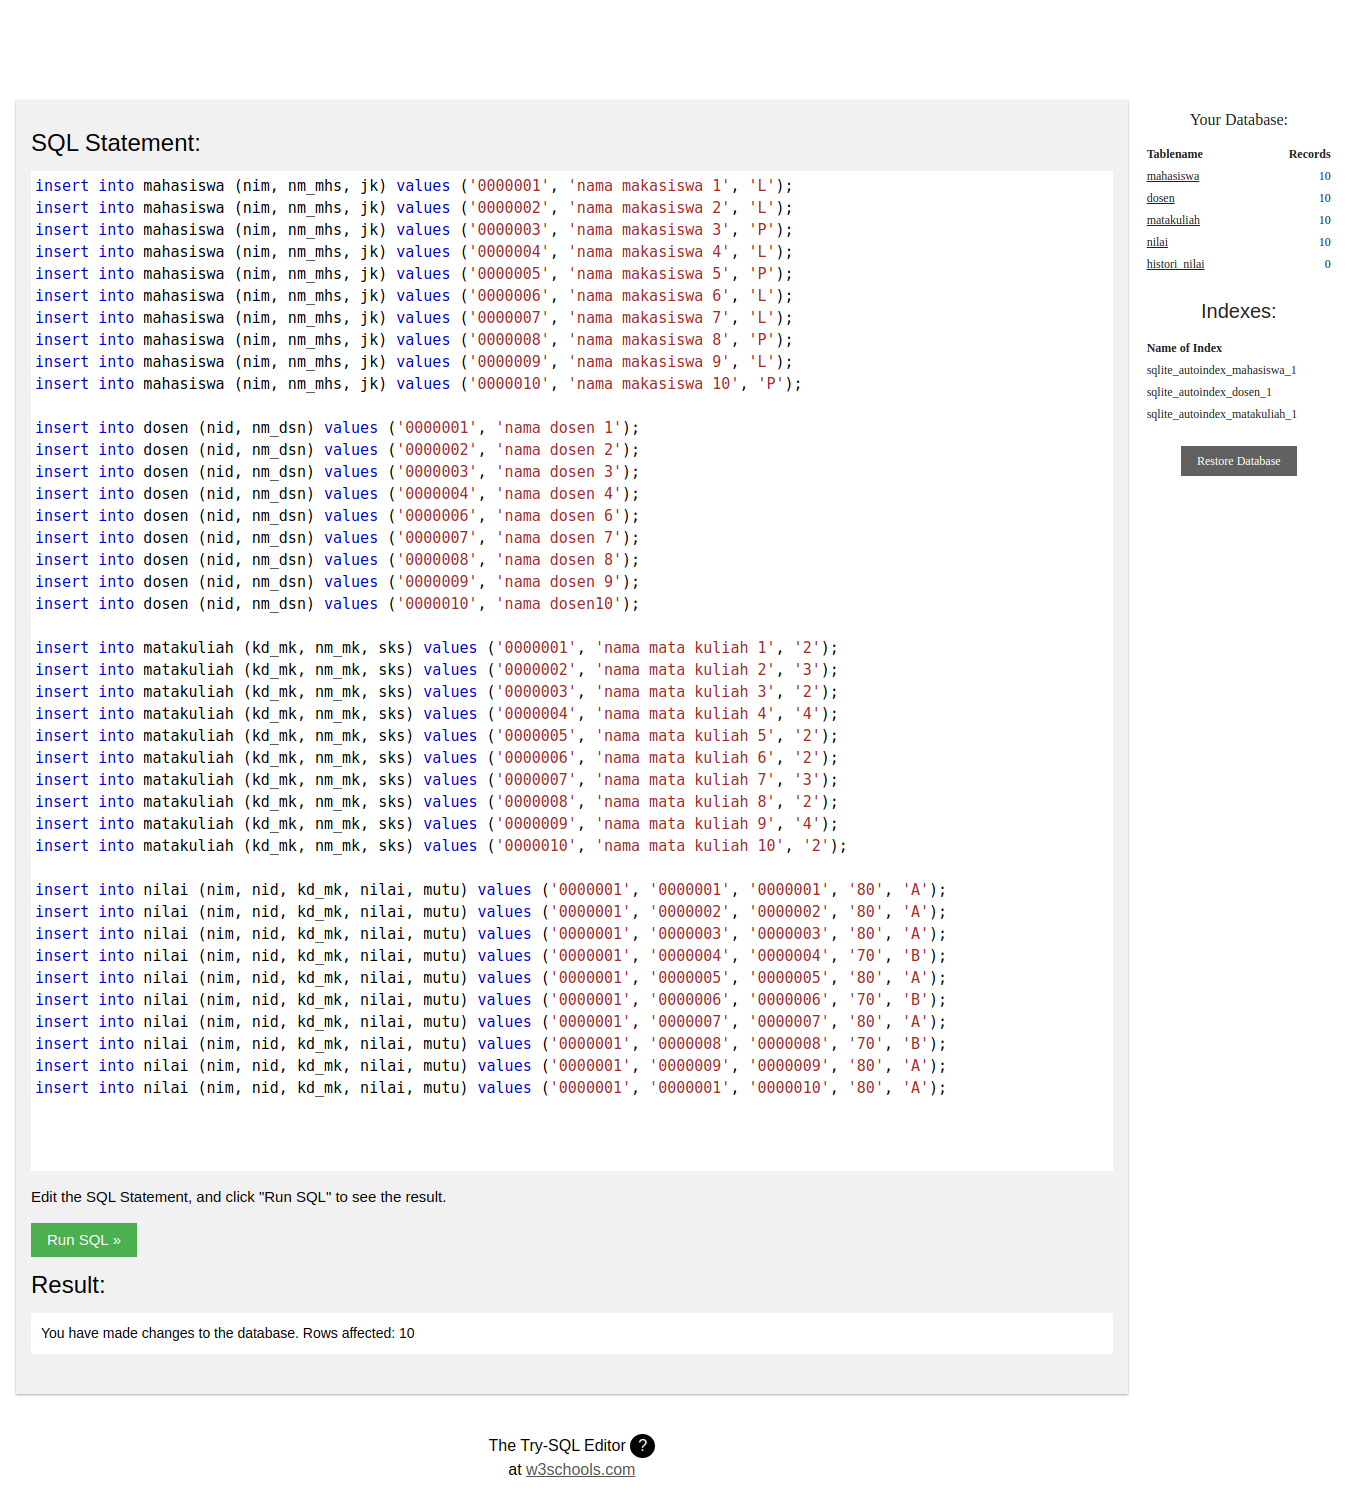 SQL Statement:
insert into mahasiswa (nim, nm_mhs, jk) values ('0000001', 'nama makasiswa 1', 'L');
insert into mahasiswa (nim, nm_mhs, jk) values ('0000002', 'nama makasiswa 2', 'L');
insert into mahasiswa (nim, nm_mhs, jk) values ('0000003', 'nama makasiswa 3', 'P');
insert into mahasiswa (nim, nm_mhs, jk) values ('0000004', 'nama makasiswa 4', 'L');
insert into mahasiswa (nim, nm_mhs, jk) values ('0000005', 'nama makasiswa 5', 'P');
insert into mahasiswa (nim, nm_mhs, jk) values ('0000006', 'nama makasiswa 6', 'L');
insert into mahasiswa (nim, nm_mhs, jk) values ('0000007', 'nama makasiswa 7', 'L');
insert into mahasiswa (nim, nm_mhs, jk) values ('0000008', 'nama makasiswa 8', 'P');
insert into mahasiswa (nim, nm_mhs, jk) values ('0000009', 'nama makasiswa 9', 'L');
insert into mahasiswa (nim, nm_mhs, jk) values ('0000010', 'nama makasiswa 10', 'P');
insert into dosen (nid, nm_dsn) values ('0000001', 'nama dosen 1');
insert into dosen (nid, nm_dsn) values ('0000002', 'nama dosen 2');
insert into dosen (nid, nm_dsn) values ('0000003', 'nama dosen 3');
insert into dosen (nid, nm_dsn) values ('0000004', 'nama dosen 4');
insert into dosen (nid, nm_dsn) values ('0000006', 'nama dosen 6');
insert into dosen (nid, nm_dsn) values ('0000007', 'nama dosen 7');
insert into dosen (nid, nm_dsn) values ('0000008', 'nama dosen 8');
insert into dosen (nid, nm_dsn) values ('0000009', 'nama dosen 9');
insert into dosen (nid, nm_dsn) values ('0000010', 'nama dosen10');
insert into matakuliah (kd_mk, nm_mk, sks) values ('0000001', 'nama mata kuliah 1', '2');
insert into matakuliah (kd_mk, nm_mk, sks) values ('0000002', 'nama mata kuliah 2', '3');
insert into matakuliah (kd_mk, nm_mk, sks) values ('0000003', 'nama mata kuliah 3', '2');
insert into matakuliah (kd_mk, nm_mk, sks) values ('0000004', 'nama mata kuliah 4', '4');
insert into matakuliah (kd_mk, nm_mk, sks) values ('0000005', 'nama mata kuliah 5', '2');
insert into matakuliah (kd_mk, nm_mk, sks) values ('0000006', 'nama mata kuliah 6', '2');
insert into matakuliah (kd_mk, nm_mk, sks) values ('0000007', 'nama mata kuliah 7', '3');
insert into matakuliah (kd_mk, nm_mk, sks) values ('0000008', 'nama mata kuliah 8', '2');
insert into matakuliah (kd_mk, nm_mk, sks) values ('0000009', 'nama mata kuliah 9', '4');
insert into matakuliah (kd_mk, nm_mk, sks) values ('0000010', 'nama mata kuliah 10', '2');
insert into nilai (nim, nid, kd_mk, nilai, mutu) values ('0000001', '0000001', '0000001', '80', 'A');
insert into nilai (nim, nid, kd_mk, nilai, mutu) values ('0000001', '0000002', '0000002', '80', 'A');
insert into nilai (nim, nid, kd_mk, nilai, mutu) values ('0000001', '0000003', '0000003', '80', 'A');
insert into nilai (nim, nid, kd_mk, nilai, mutu) values ('0000001', '0000004', '0000004', '70', 'B');
insert into nilai (nim, nid, kd_mk, nilai, mutu) values ('0000001', '0000005', '0000005', '80', 'A');
insert into nilai (nim, nid, kd_mk, nilai, mutu) values ('0000001', '0000006', '0000006', '70', 'B');
insert into nilai (nim, nid, kd_mk, nilai, mutu) values ('0000001', '0000007', '0000007', '80', 'A');
insert into nilai (nim, nid, kd_mk, nilai, mutu) values ('0000001', '0000008', '0000008', '70', 'B');
insert into nilai (nim, nid, kd_mk, nilai, mutu) values ('0000001', '0000009', '0000009', '80', 'A');
insert into nilai (nim, nid, kd_mk, nilai, mutu) values ('0000001', '0000001', '0000010', '80', 'A');
Edit the SQL Statement, and click "Run SQL" to see the result.
Run SQL »
Result:
You have made changes to the database. Rows affected: 10
The Try-SQL Editor ?
at w3schools.com
Your Database:
Tablename Records
mahasiswa 10
dosen 10
matakuliah 10
nilai 10
histori_nilai 0
Indexes:
Name of Index
sqlite_autoindex_mahasiswa_1
sqlite_autoindex_dosen_1
sqlite_autoindex_matakuliah_1
Restore Database